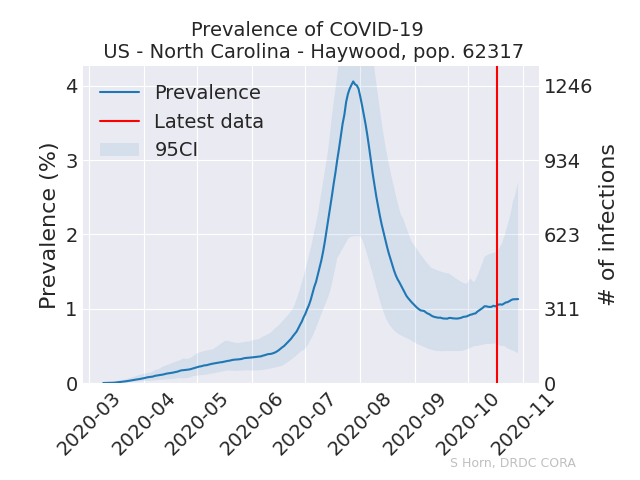 Prevalence of COVID-19
US - North Carolina - Haywood, pop. 62317
Prevalence
Latest data
95CI
Prevalence (%)
4
3
2
1
0
1246
934
623
311
0
# of infections
2020-03
2020-04
2020-05
2020-06
2020-07
2020-08
2020-09
2020-10
2020-11
S Horn, DRDC CORA